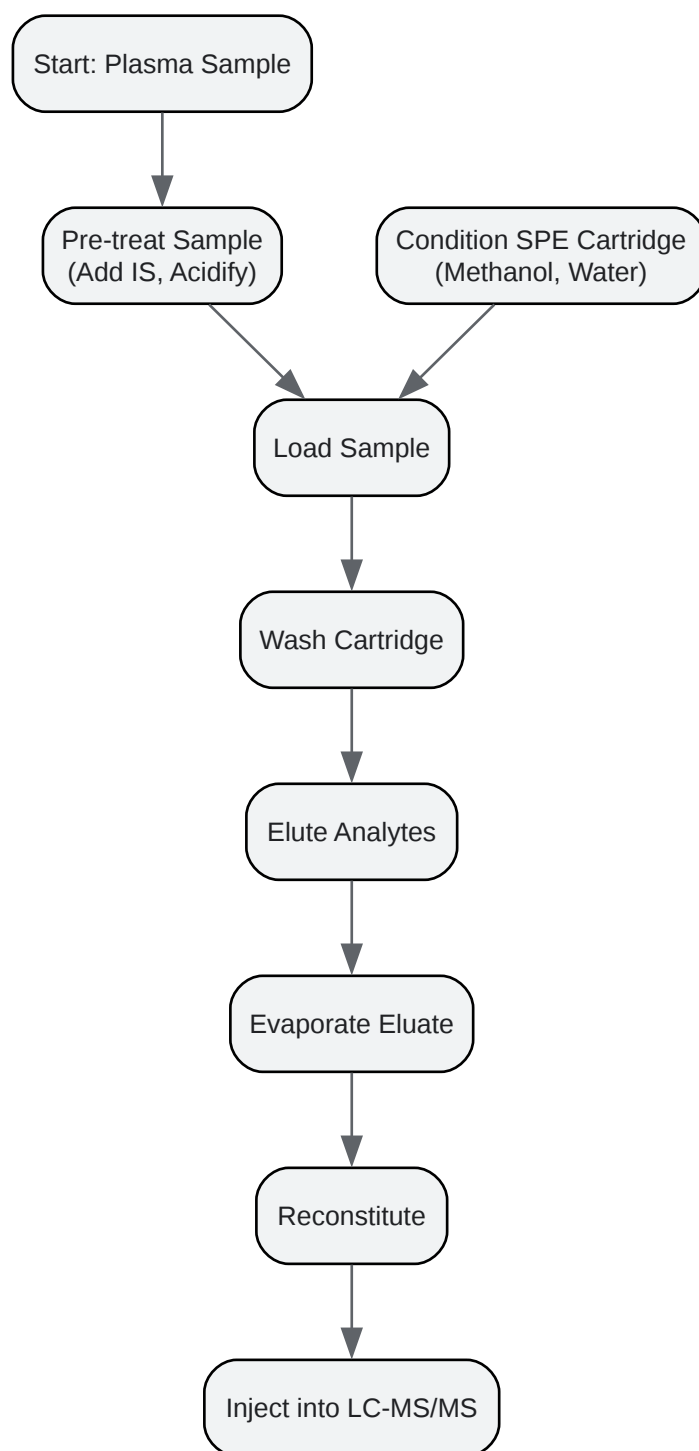 Start: Plasma Sample
Pre-treat Sample
(Add IS, Acidify)
Condition SPE Cartridge
(Methanol, Water)
Load Sample
Wash Cartridge
Elute Analytes
Evaporate Eluate
Reconstitute
Inject into LC-MS/MS